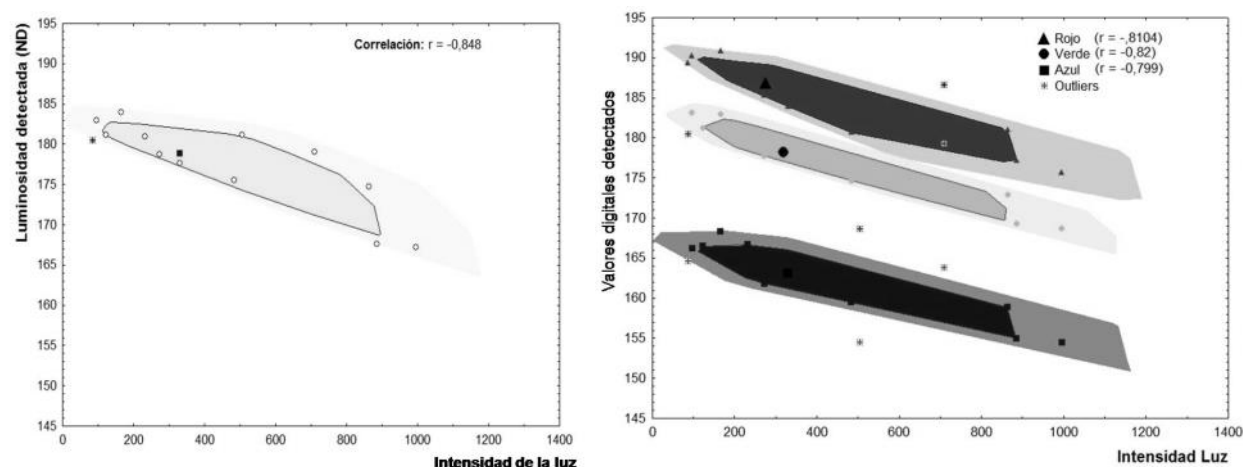 Correlación: r = -0,848
Luminosidad detectada (ND)
195
190
185
180
175
170
165
160
155
150
145
0 200 400 600 800 1000 1200 1400
Intensidad de la luz
Rojo (r = -,8104)
Verde (r = -0,82)
Azul (r = -0,799)
Outliers
Valores digitales detectados
195
190
185
180
175
170
165
160
155
150
145
0 200 400 600 800 1000 1200 1400
Intensidad Luz